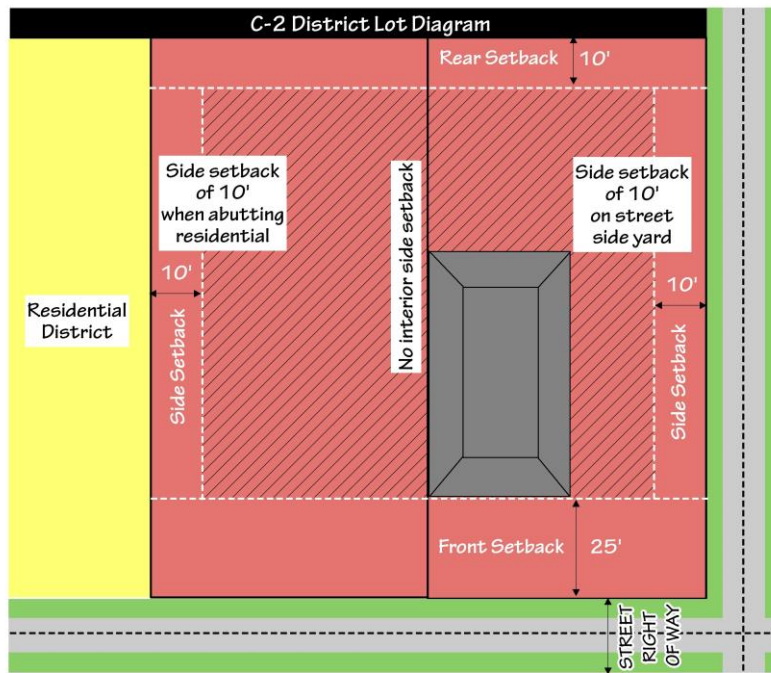 C-2 District Lot Diagram
Rear Setback 10'
Side setback
of 10'
when abutting
residential
No interior side setback
Side setback
of 10'
on street
side yard
10'
10'
Residential
District
Side Setback
Side Setback
Front Setback 25'
STREET
RIGHT
OF WAY